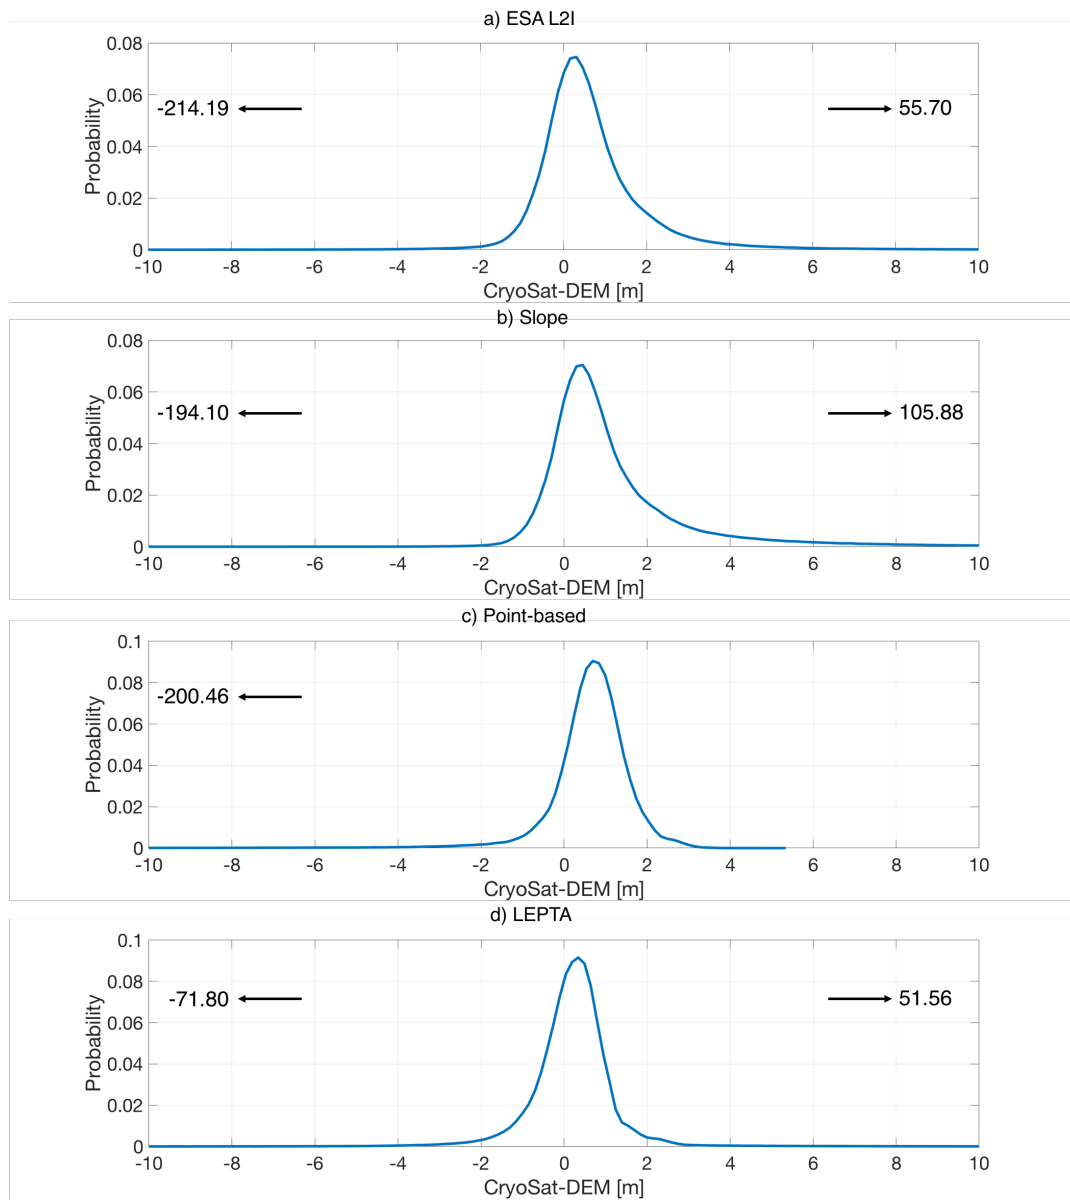 a) ESA L2I
0.08
0.06
0.04
0.02
0
Probability
-214.19
55.70
-10 -8 -6 -4 -2 0 2 4 6 8 10
CryoSat-DEM [m]
b) Slope
0.08
0.06
0.04
0.02
0
Probability
-194.10
105.88
-10 -8 -6 -4 -2 0 2 4 6 8 10
CryoSat-DEM [m]
c) Point-based
0.1
0.08
0.06
0.04
0.02
0
Probability
-200.46
-10 -8 -6 -4 -2 0 2 4 6 8 10
CryoSat-DEM [m]
d) LEPTA
0.1
0.08
0.06
0.04
0.02
0
Probability
-71.80
51.56
-10 -8 -6 -4 -2 0 2 4 6 8 10
CryoSat-DEM [m]